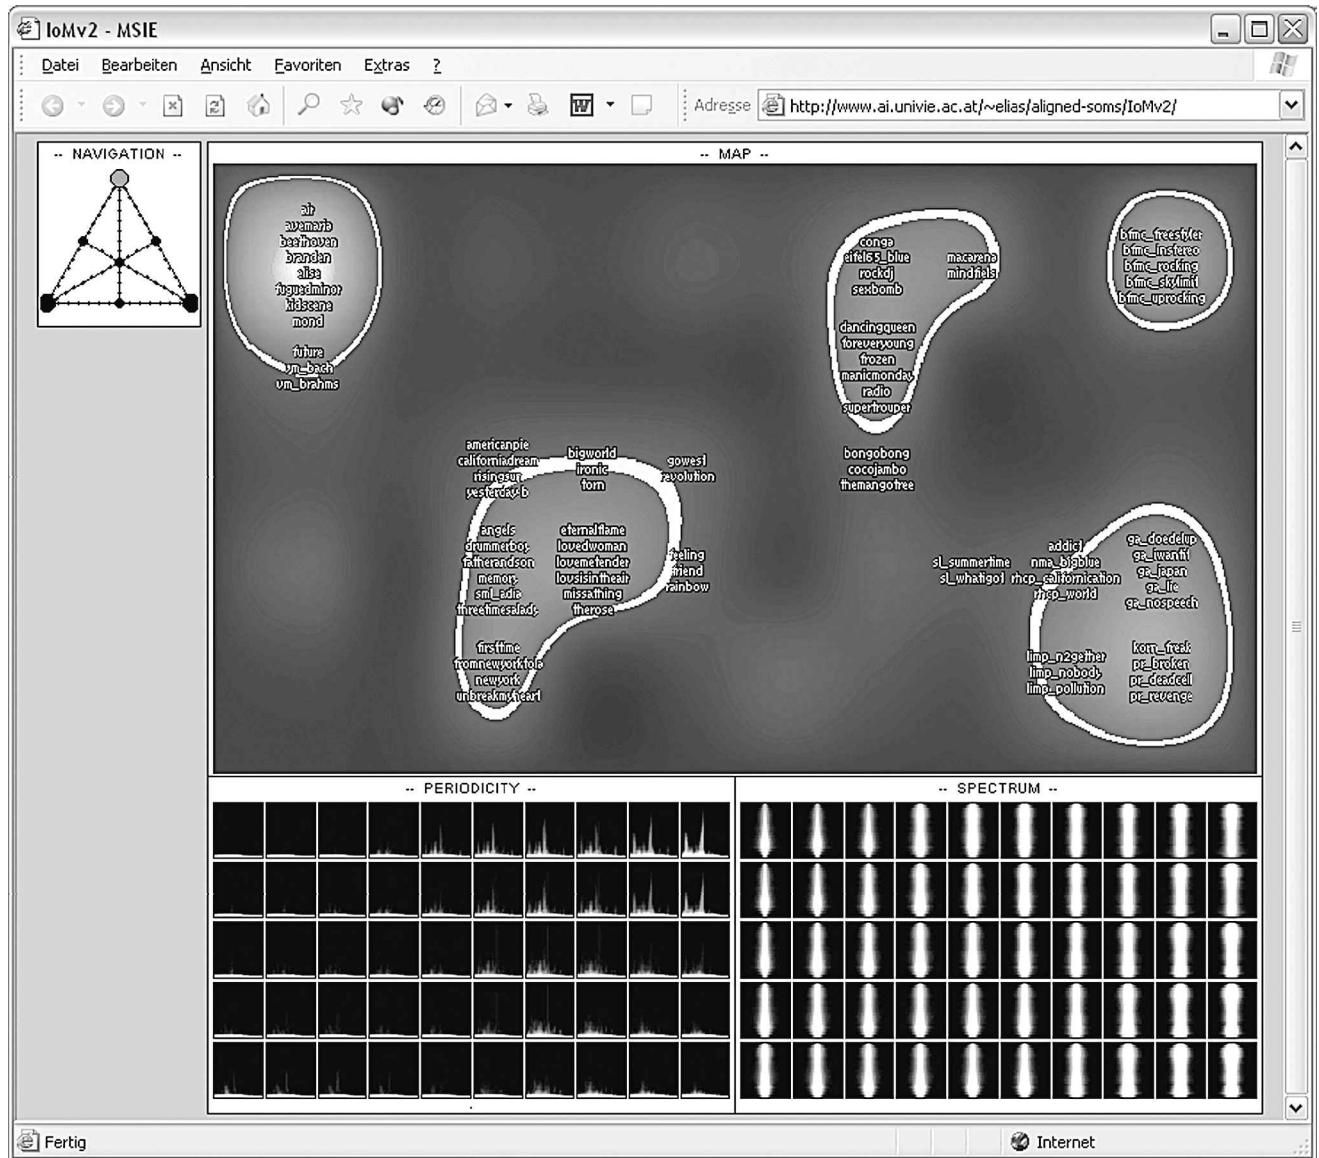 IoMv2 - MSIE
Datei Bearbeiten Ansicht Favoriten Extras ?
Adresse http://www.ai.univie.ac.at/~elias/aligned-soms/IoMv2/
-- NAVIGATION --
-- MAP --
air
avemaria
beethoven
branden
elise
fuguedminor
kidscene
mond
future
vm_bach
vm_brahms
conga
eifel65_blue
rockdj
sexbomb
macarena
mindfiels
dancingqueen
foreveryoung
frozen
manicmonday
radio
supertrouper
bongobong
cocojambo
themangotree
bfmc_freestyler
bfmc_instereo
bfmc_rocking
bfmc_skylimit
bfmc_uprocking
americanpie
californiadream
risingsun
yesterday-b
bigworld
ironic
torn
gowest
revolution
angels
drummerboy
fatherandson
memory
sml_adia
threetimesalady
eternalflame
lovedwoman
lovemetender
lovsisintheair
missathing
therose
feeling
friend
rainbow
firsttime
fromnewyorktola
newyork
unbreakmyheart
sl_summertime
sl_whatigot
addict
nma_bigblue
rhcp_californication
rhcp_world
ga_doedelup
ga_iwantit
ga_japan
ga_lie
ga_nospeech
limp_n2gether
limp_nobody
limp_pollution
korn_freak
pr_broken
pr_deadcell
pr_revenge
-- PERIODICITY --
-- SPECTRUM --
Fertig
Internet